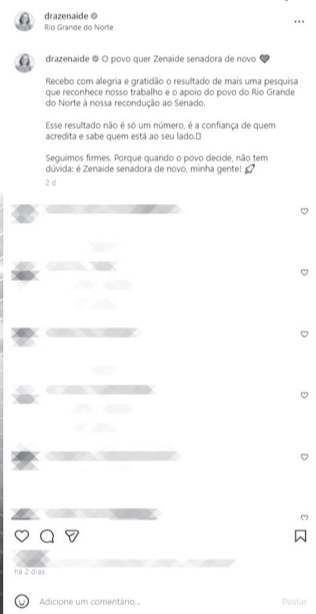 drazenaide
Rio Grande do Norte
drazenaide O povo quer Zenaide senadora de novo
Recebo com alegria e gratidão o resultado de mais uma pesquisa
que reconhece nosso trabalho e o apoio do povo do Rio Grande
do Norte à nossa recondução ao Senado.
Esse resultado não é só um número, é a confiança de quem
acredita e sabe quem está ao seu lado.
Seguimos firmes. Porque quando o povo decide, não tem
dúvida: é Zenaide senadora de novo, minha gente! 🚀
2 d
há 2 dias
Adicione um comentário...
Postar